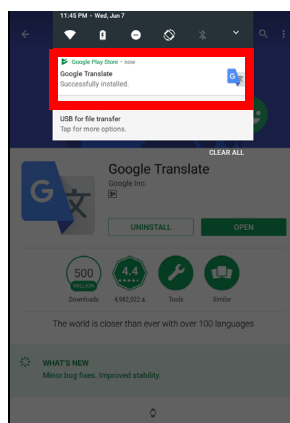 11:45 PM • Wed, Jun 7
Google Play Store • now
Google Translate
Successfully installed.
USB for file transfer
Tap for more options.
CLEAR ALL
Google Translate
Google Inc.
UNINSTALL
OPEN
500
MILLION
4.4
Downloads
4,982,022
Tools
Similar
The world is closer than ever with over 100 languages
WHAT'S NEW
Minor bug fixes. Improved stability.